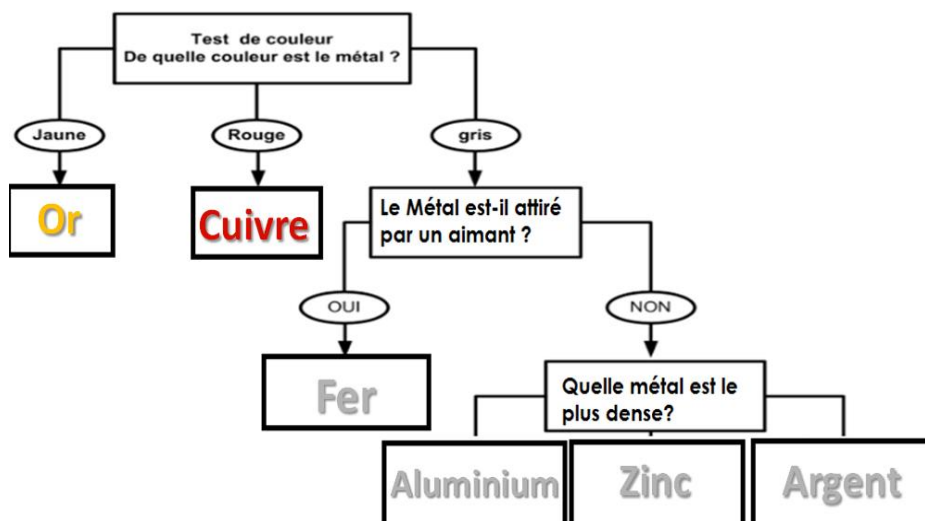 Test de couleur
De quelle couleur est le métal ?
Jaune
Rouge
gris
Or
Cuivre
Le Métal est-il attiré
par un aimant ?
OUI
NON
Fer
Quelle métal est le
plus dense?
Aluminium
Zinc
Argent